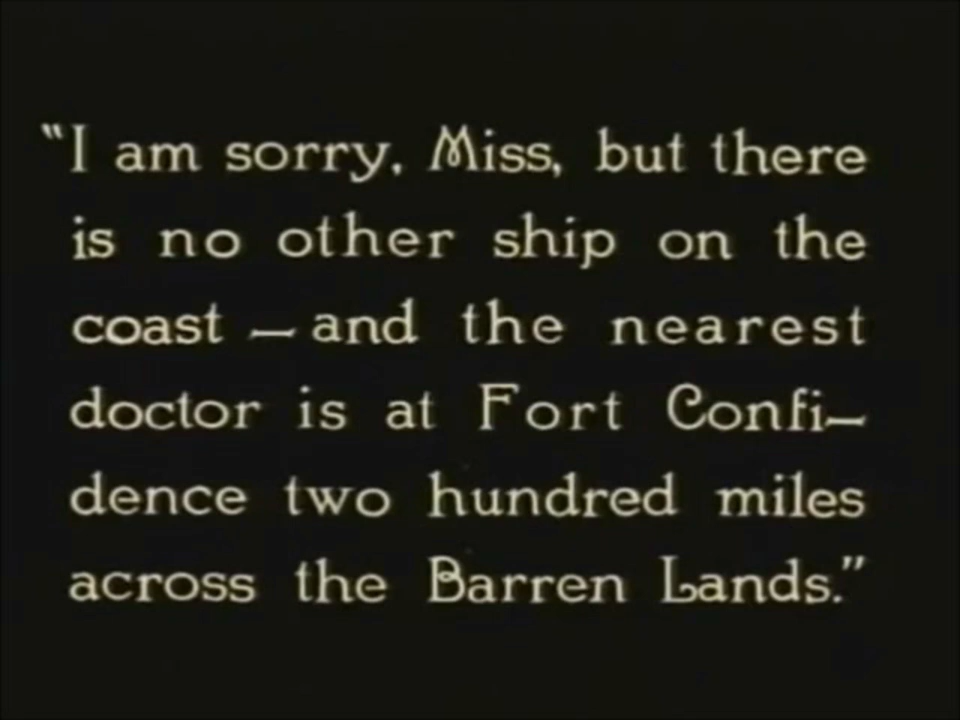 "I am sorry, Miss, but there
is no other ship on the
coast — and the nearest
doctor is at Fort Confi—
dence two hundred miles
across the Barren Lands."